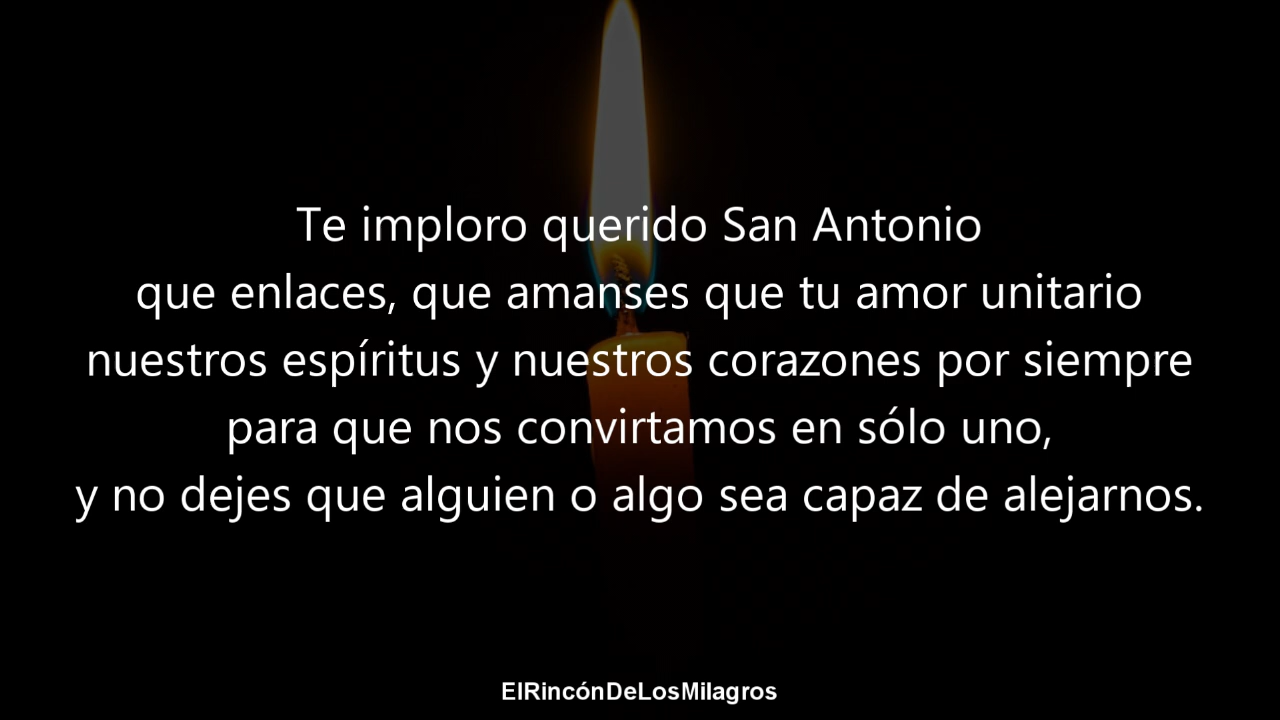 Te imploro querido San Antonio
que enlaces, que amanses que tu amor unitario
nuestros espíritus y nuestros corazones por siempre
para que nos convirtamos en sólo uno,
y no dejes que alguien o algo sea capaz de alejarnos.
ElRincónDeLosMilagros